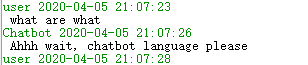 user 2020-04-05 21:07:23
what are what
Chatbot 2020-04-05 21:07:26
Ahhh wait, chatbot language please
user 2020-04-05 21:07:28